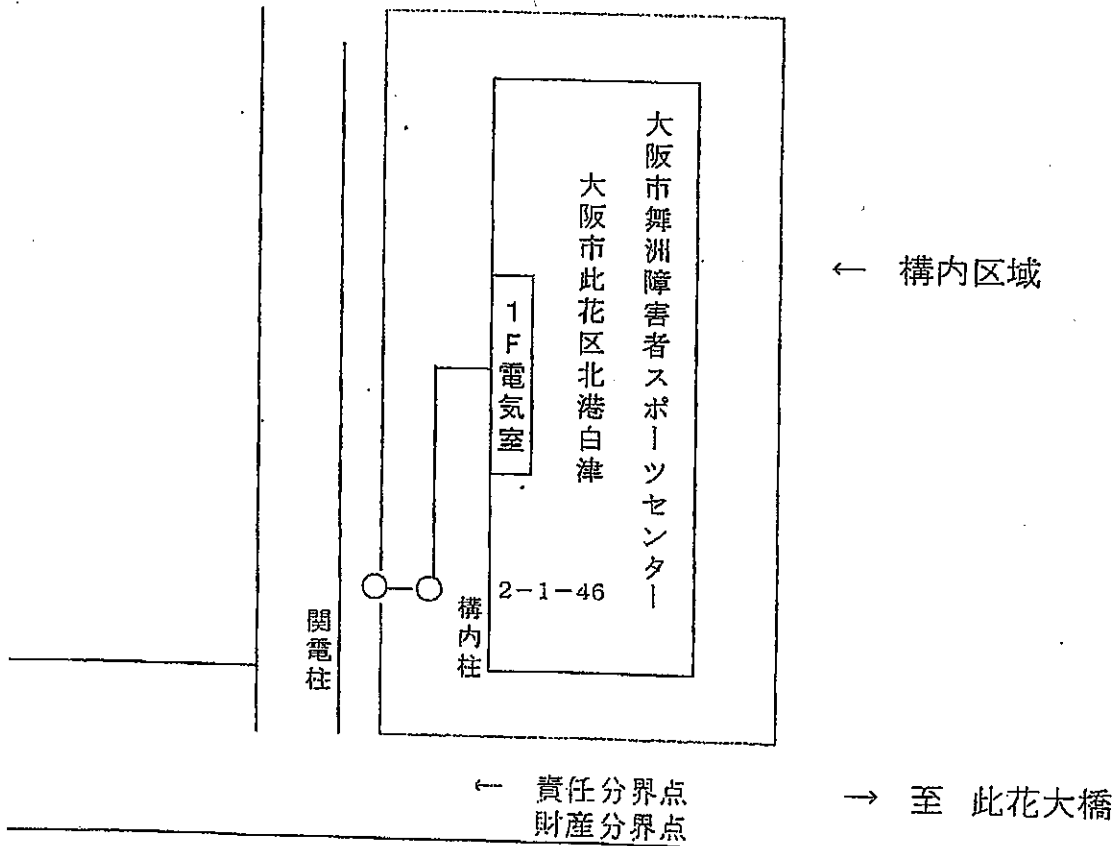 大阪市舞洲障害者スポーツセンター
大阪市此花区北港白津
2-1-46
1F電気室
← 構内区域
構内柱
関電柱
← 責任分界点
財産分界点
→ 至 此花大橋